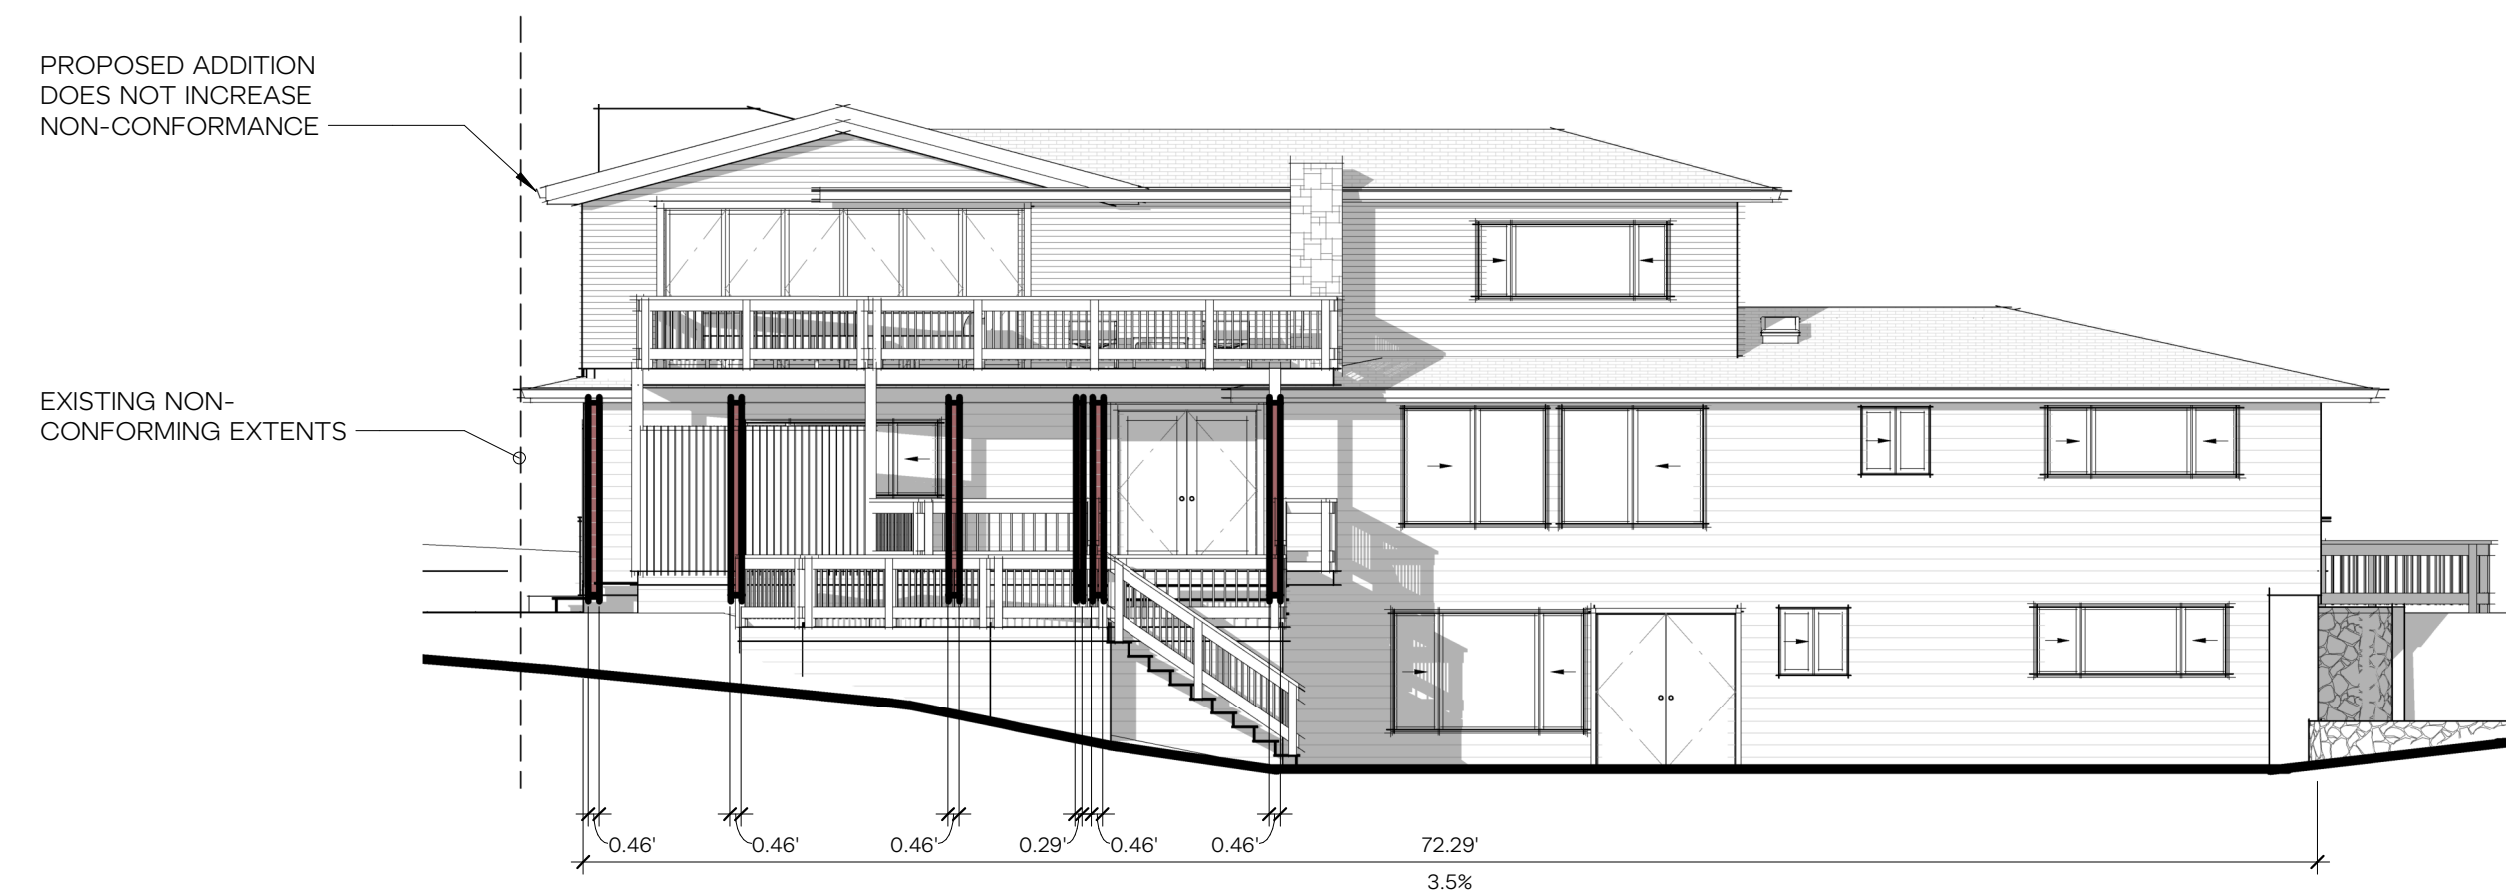 PROPOSED ADDITION
DOES NOT INCREASE
NON-CONFORMANCE
EXISTING NON-
CONFORMING EXTENTS
0.46'
0.46'
0.46'
0.29'
0.46'
0.46'
72.29'
3.5%